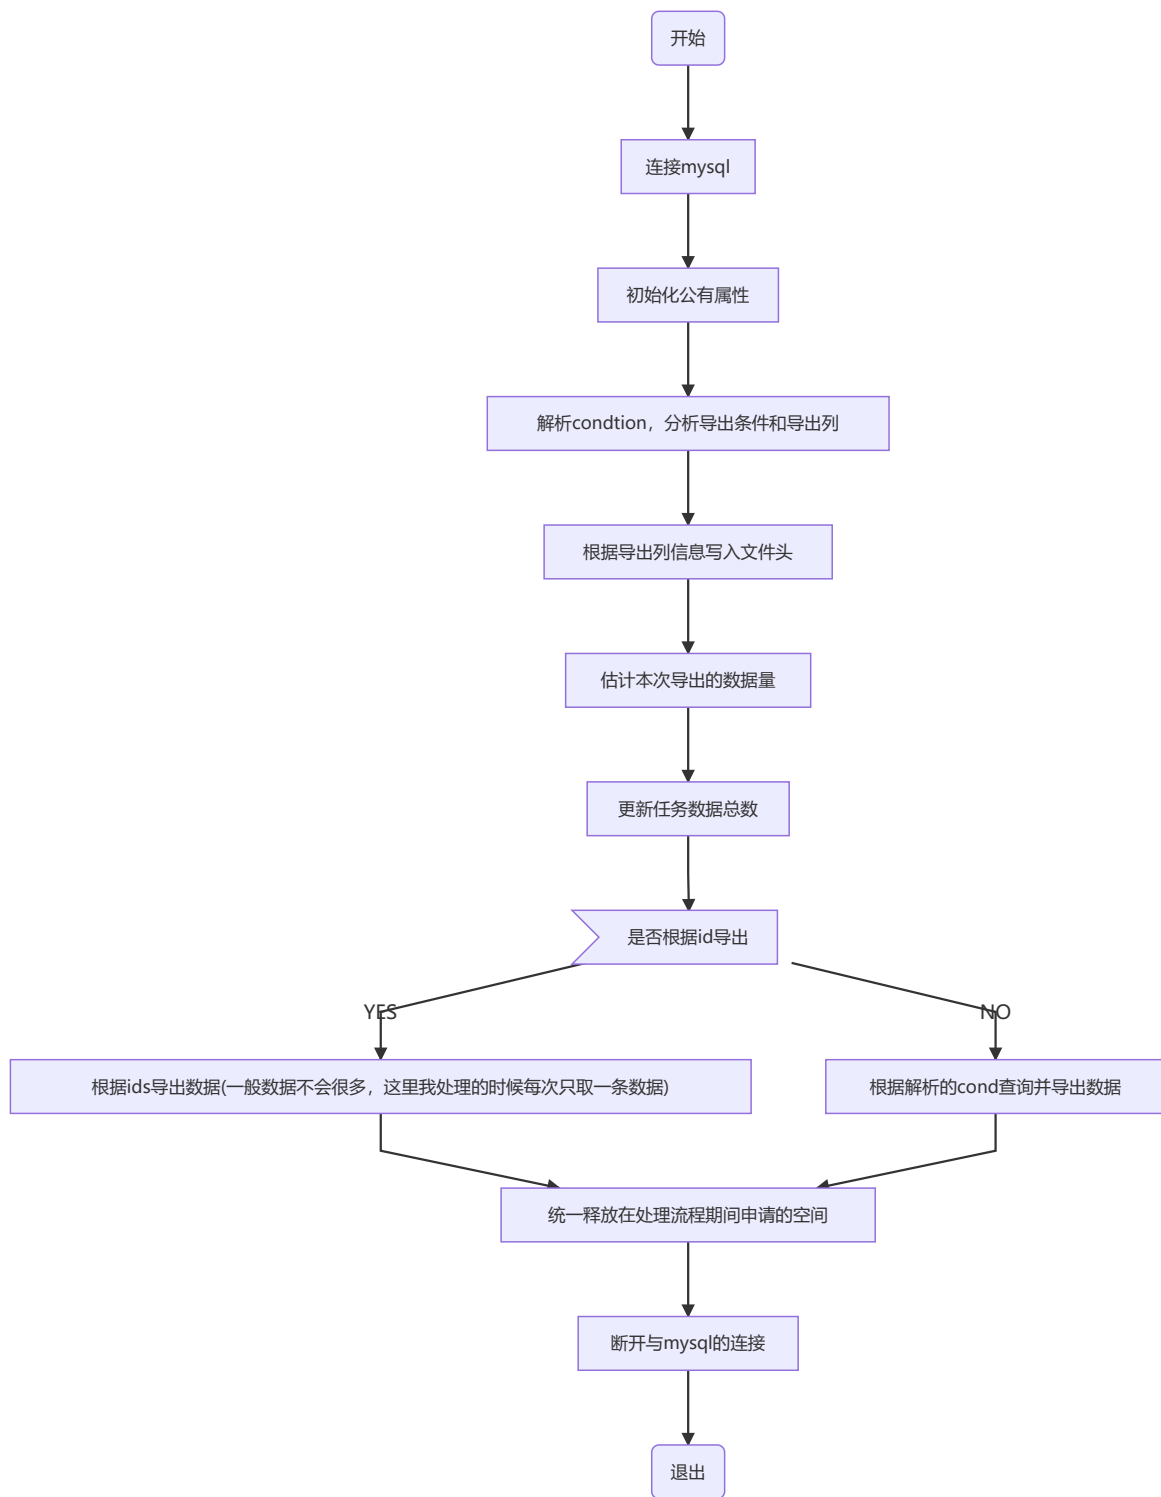 开始
连接mysql
初始化公有属性
解析condtion，分析导出条件和导出列
根据导出列信息写入文件头
估计本次导出的数据量
更新任务数据总数
是否根据id导出
YES
NO
根据ids导出数据(一般数据不会很多，这里我处理的时候每次只取一条数据)
根据解析的cond查询并导出数据
统一释放在处理流程期间申请的空间
断开与mysql的连接
退出